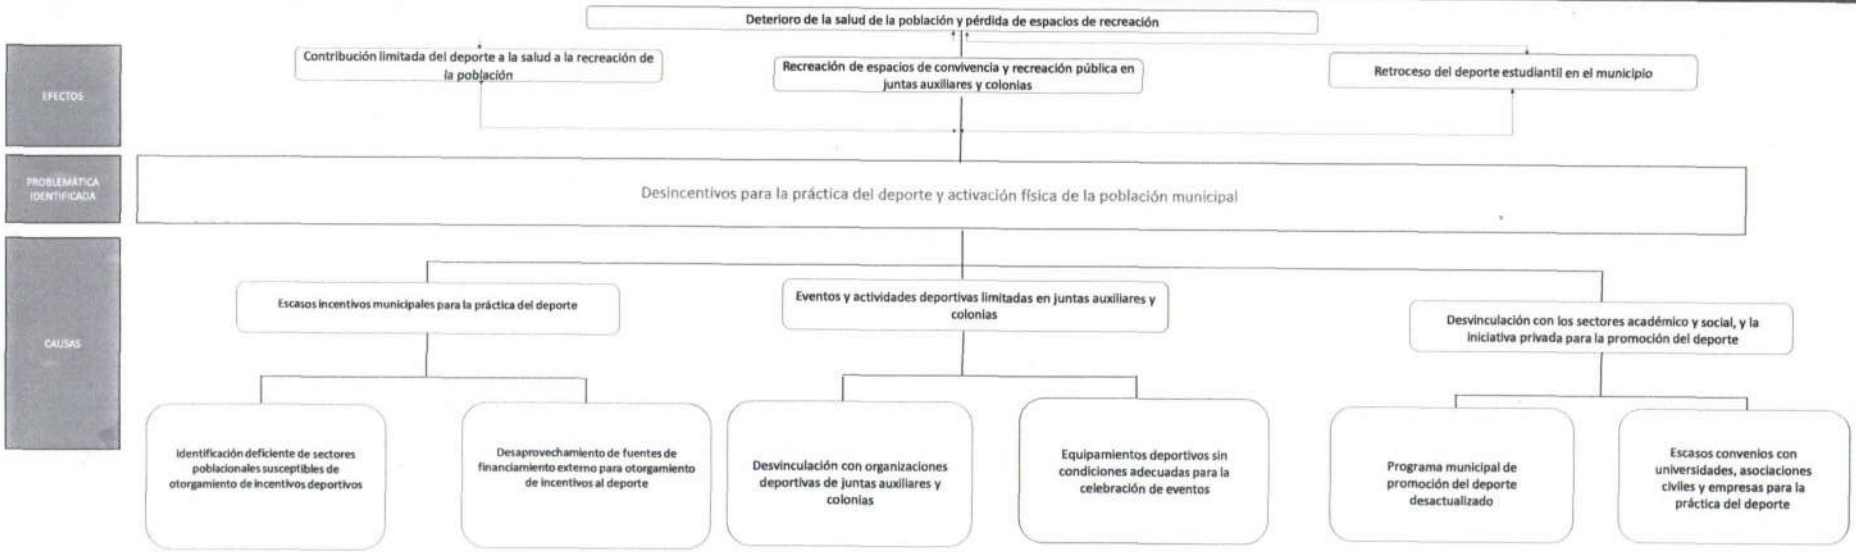 Deterioro de la salud de la población y pérdida de espacios de recreación
EFECTOS
Contribución limitada del deporte a la salud a la recreación de
la población
Recreación de espacios de convivencia y recreación pública en
juntas auxiliares y colonias
Retroceso del deporte estudiantil en el municipio
PROBLEMÁTICA
IDENTIFICADA
Desincentivos para la práctica del deporte y activación física de la población municipal
CAUSAS
Escasos incentivos municipales para la práctica del deporte
Eventos y actividades deportivas limitadas en juntas auxiliares y
colonias
Desvinculación con los sectores académico y social, y la
iniciativa privada para la promoción del deporte
Identificación deficiente de sectores
poblacionales susceptibles de
otorgamiento de incentivos deportivos
Desaprovechamiento de fuentes de
financiamiento externo para otorgamiento
de incentivos al deporte
Desvinculación con organizaciones
deportivas de juntas auxiliares y
colonias
Equipamientos deportivos sin
condiciones adecuadas para la
celebración de eventos
Programa municipal de
promoción del deporte
desactualizado
Escasos convenios con
universidades, asociaciones
civiles y empresas para la
práctica del deporte